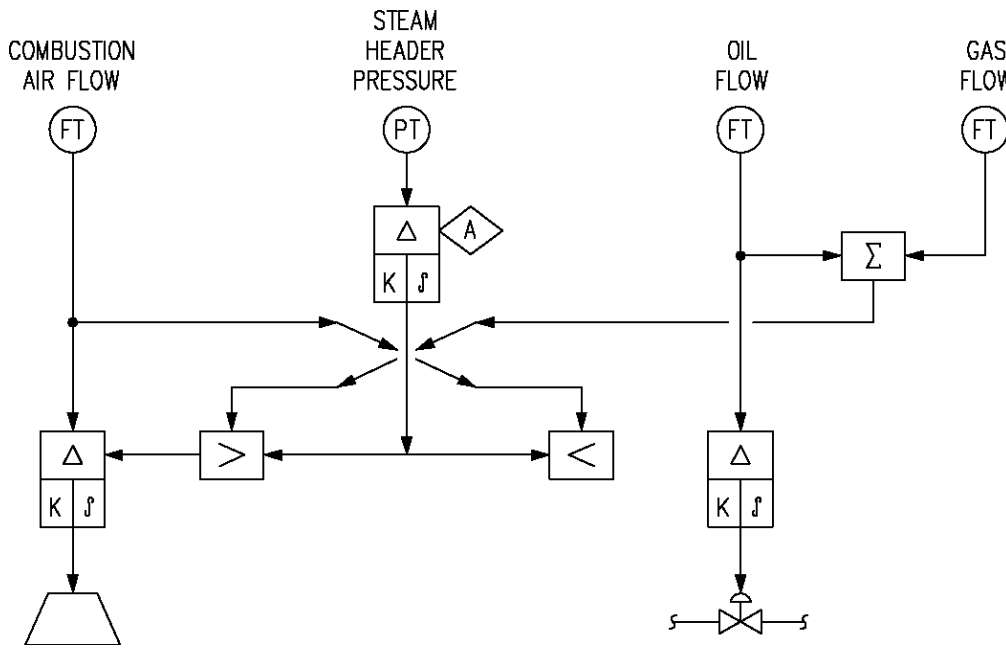 COMBUSTION
AIR FLOW
STEAM
HEADER
PRESSURE
OIL
FLOW
GAS
FLOW
FT
PT
FT
FT
Δ
A
Σ
K ∫
Δ
>
<
Δ
K ∫
K ∫